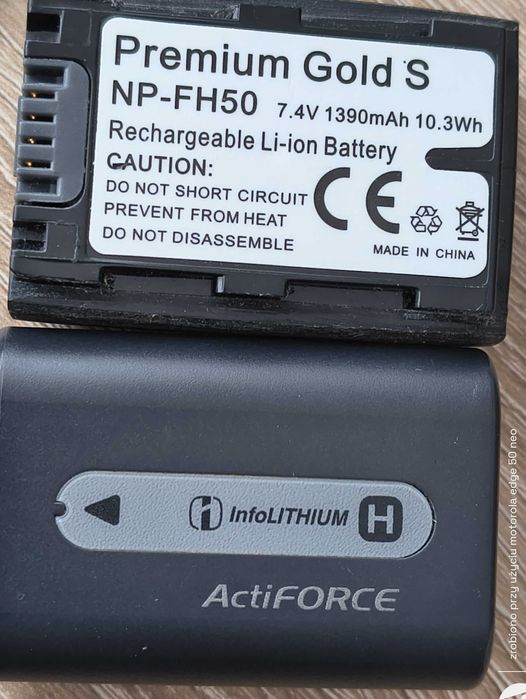 Premium Gold S
NP-FH50 7.4V 1390mAh 10.3Wh
Rechargeable Li-ion Battery
CAUTION:
DO NOT SHORT CIRCUIT
PREVENT FROM HEAT
DO NOT DISASSEMBLE
CE
MADE IN CHINA
InfoLITHIUM H
ActiFORCE
zrobiono przy użyciu motorola edge 50 neo